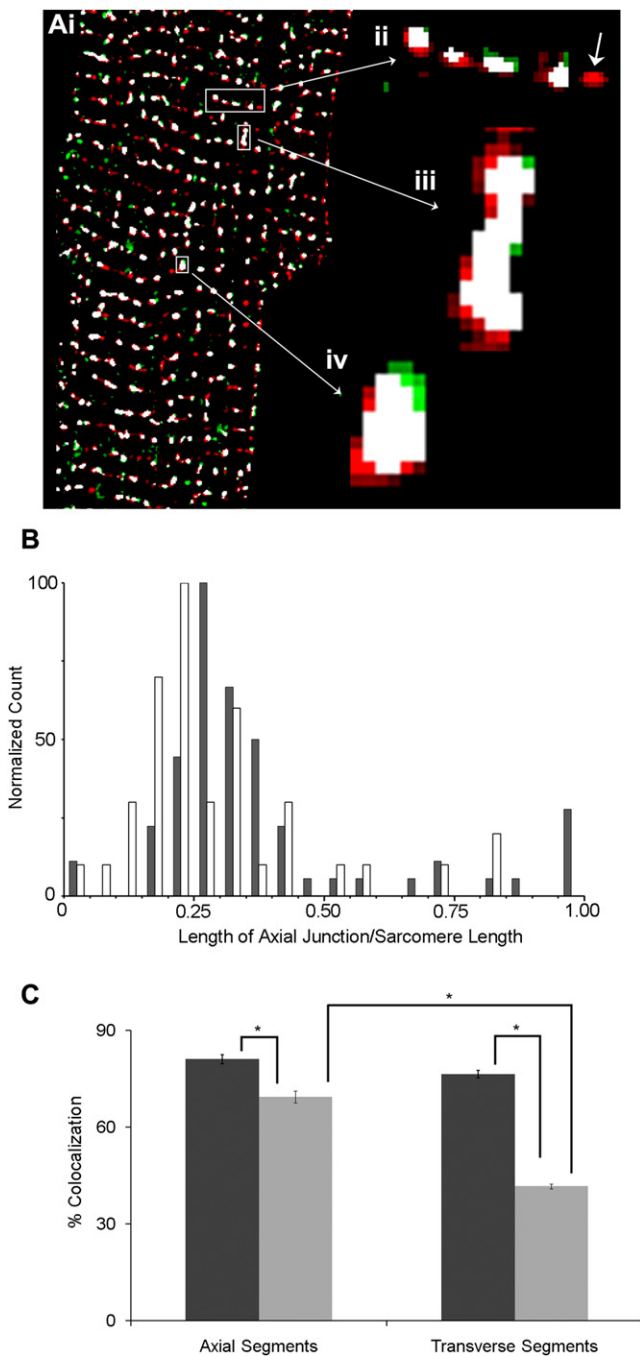 Ai
ii
iii
iv
B
100
50
0
Normalized Count
0 0.25 0.50 0.75 1.00
Length of Axial Junction/Sarcomere Length
C
90
60
30
0
% Colocalization
* * *
Axial Segments Transverse Segments